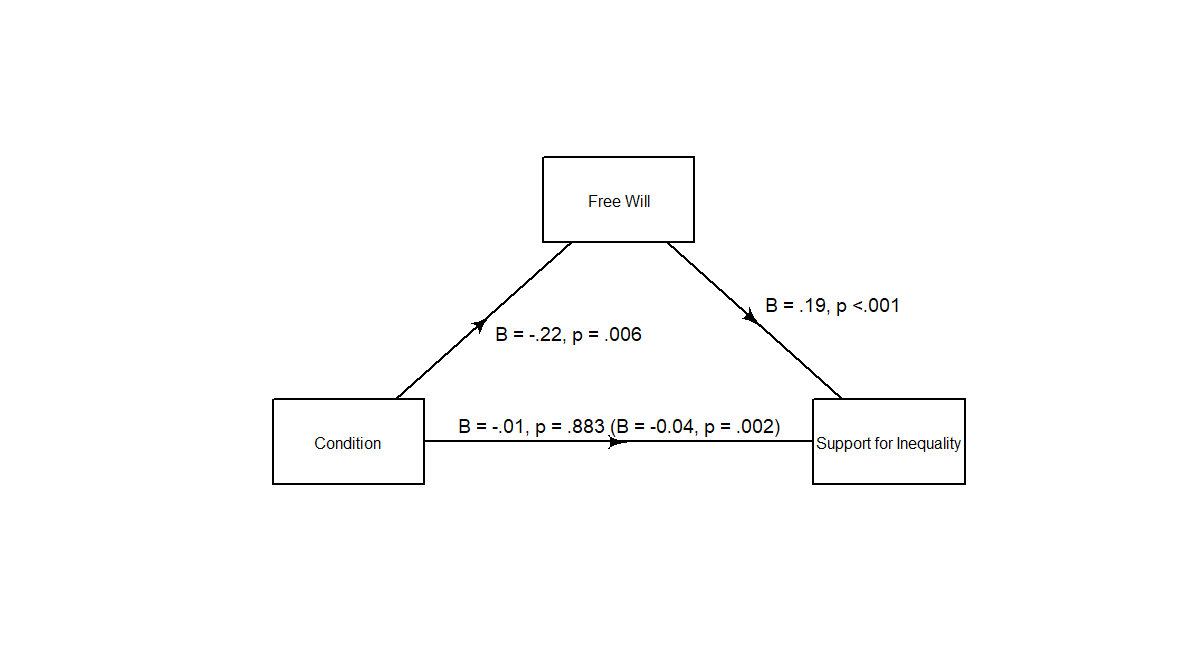 Free Will
B = .19, p <.001
B = -.22, p = .006
B = -.01, p = .883 (B = -0.04, p = .002)
Condition
Support for Inequality